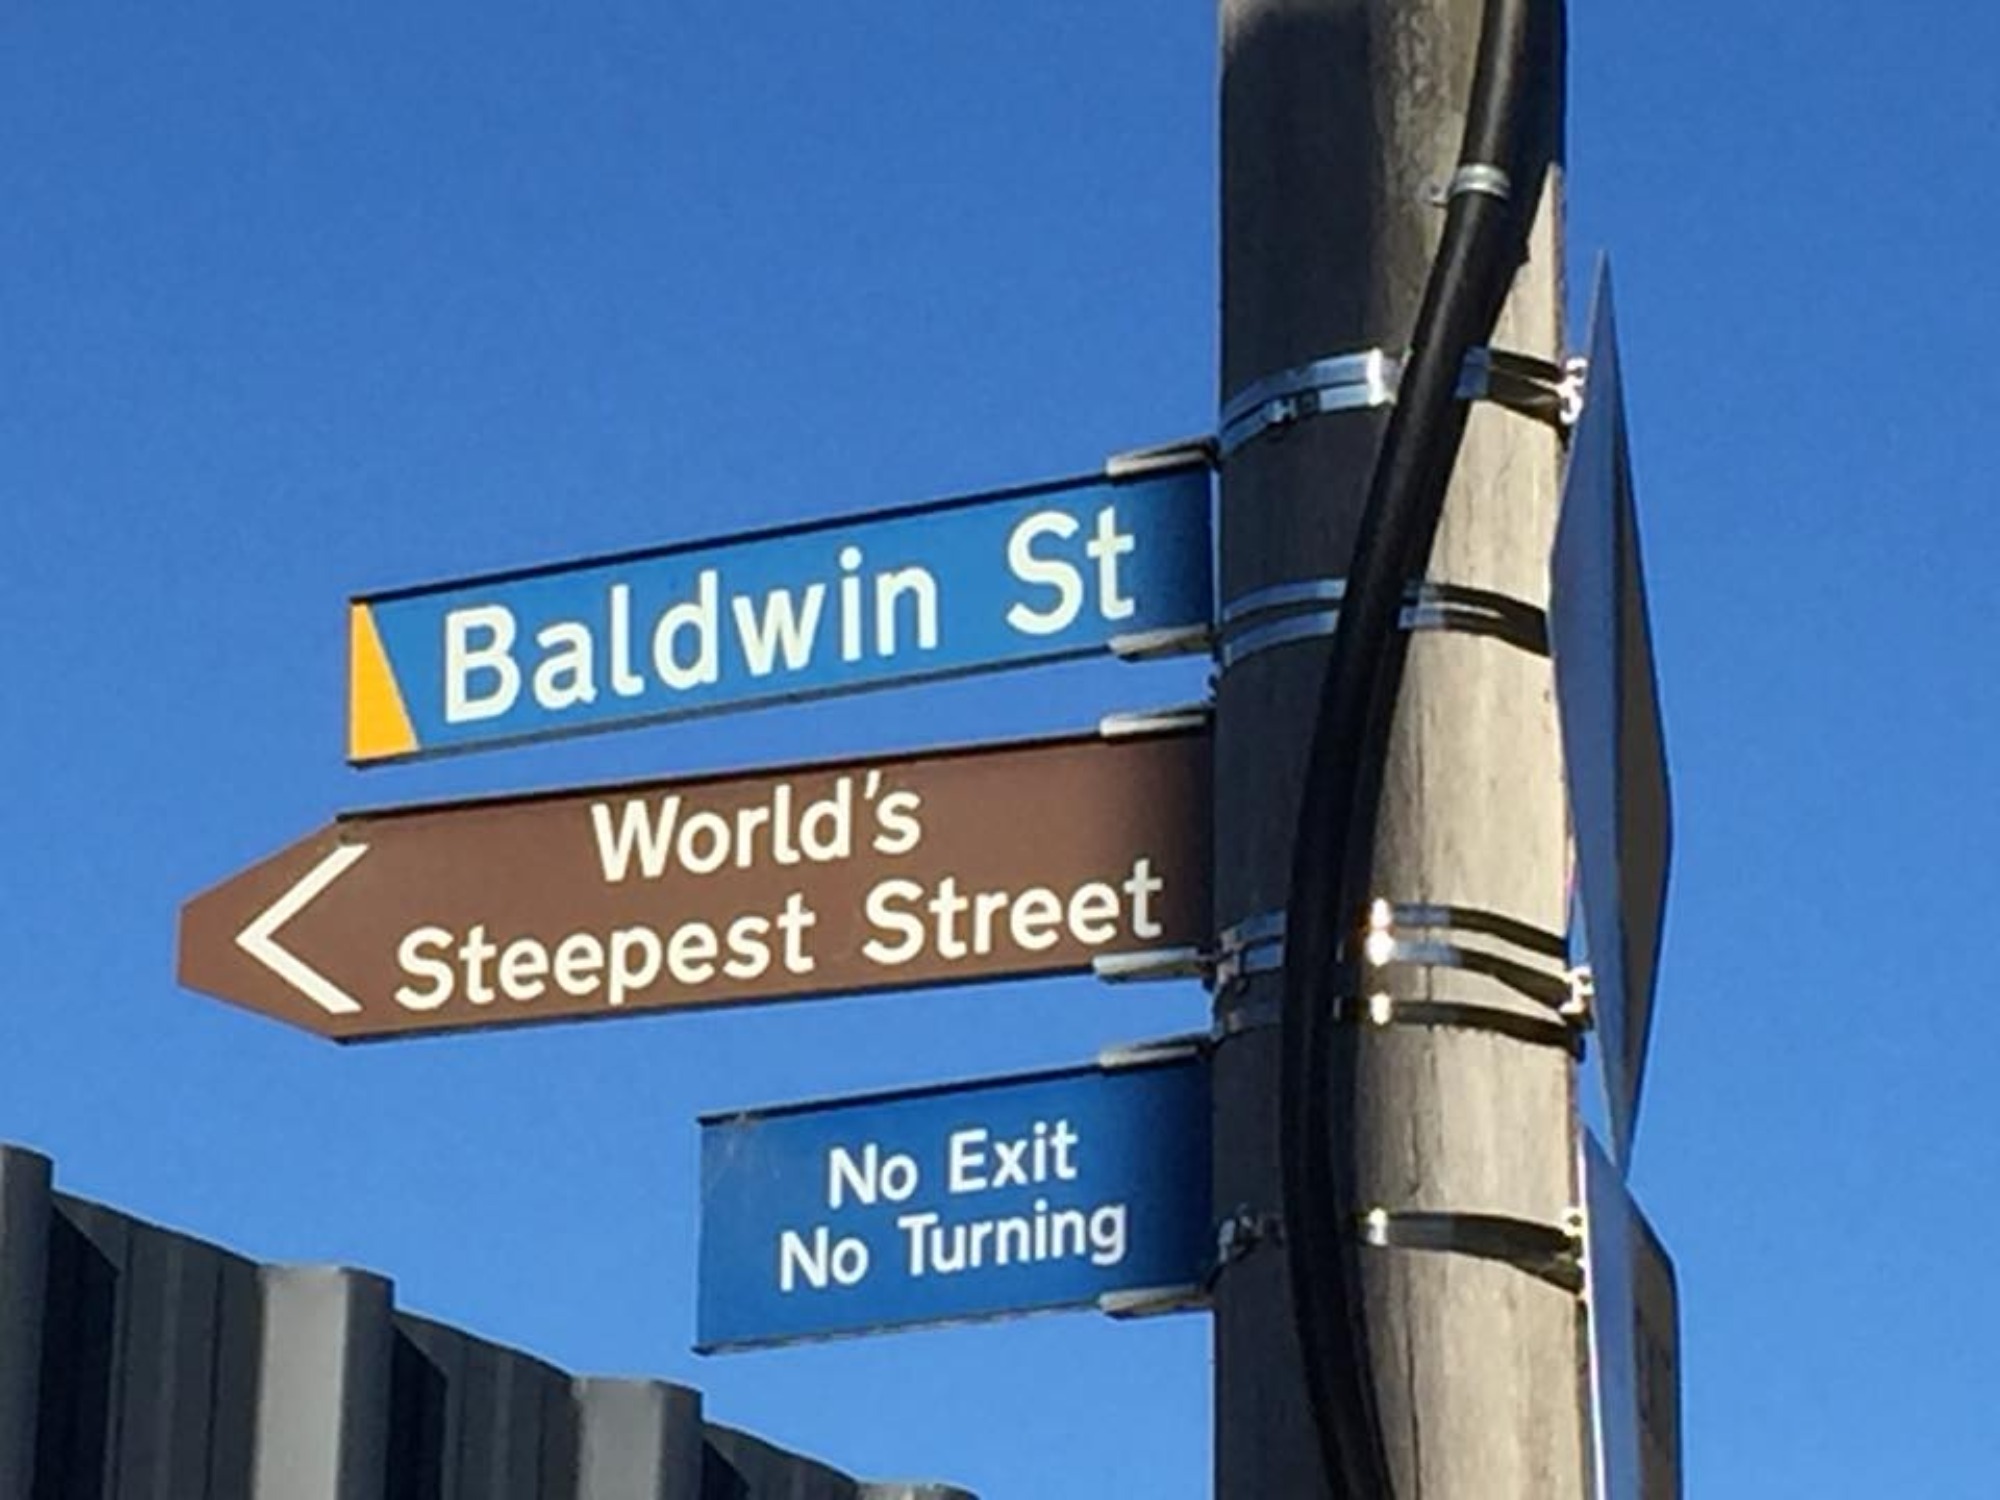 Baldwin St
World's
Steepest Street
No Exit
No Turning